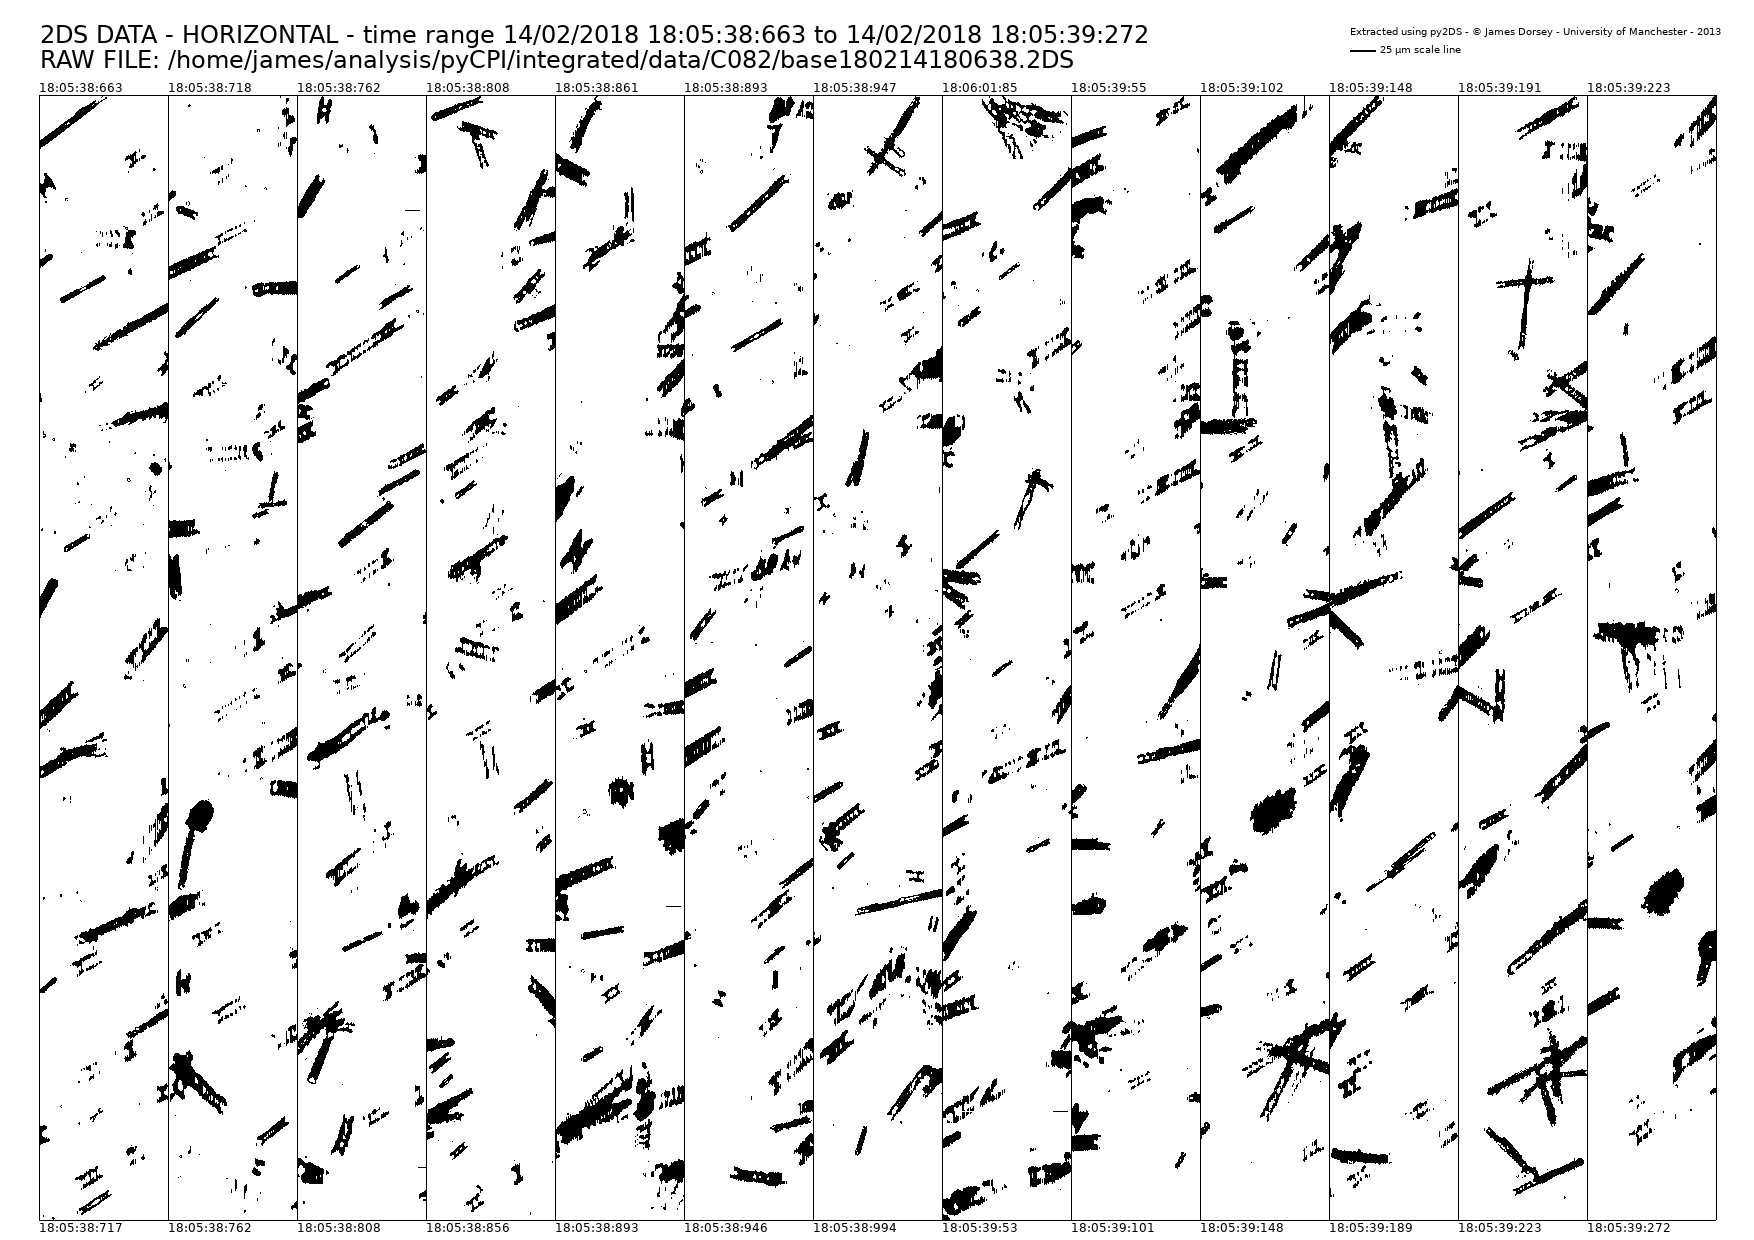 2DS DATA - HORIZONTAL - time range 14/02/2018 18:05:38:663 to 14/02/2018 18:05:39:272
RAW FILE: /home/james/analysis/pyCPI/integrated/data/C082/base180214180638.2DS
Extracted using py2DS - © James Dorsey - University of Manchester - 2013
25 µm scale line
18:05:38:663 18:05:38:718 18:05:38:762 18:05:38:808 18:05:38:861 18:05:38:893 18:05:38:947 18:06:01:85 18:05:39:55 18:05:39:102 18:05:39:148 18:05:39:191 18:05:39:223
18:05:38:717 18:05:38:762 18:05:38:808 18:05:38:856 18:05:38:893 18:05:38:946 18:05:38:994 18:05:39:53 18:05:39:101 18:05:39:148 18:05:39:189 18:05:39:223 18:05:39:272